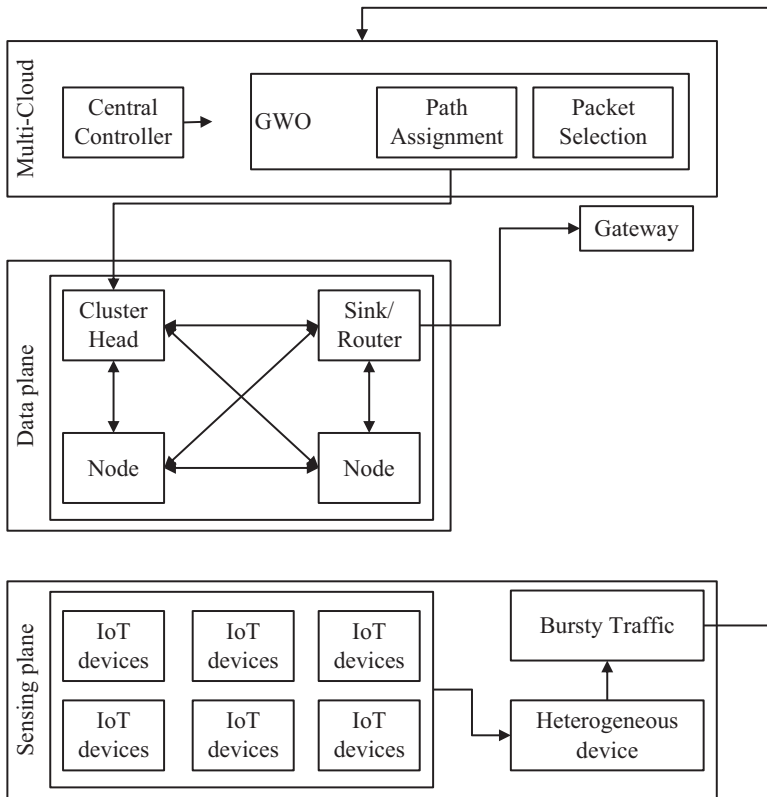 Multi-Cloud
Central
Controller
GWO
Path
Assignment
Packet
Selection
Gateway
Data plane
Cluster
Head
Sink/
Router
Node
Node
Sensing plane
IoT
devices
IoT
devices
IoT
devices
IoT
devices
IoT
devices
IoT
devices
Bursty Traffic
Heterogeneous
device